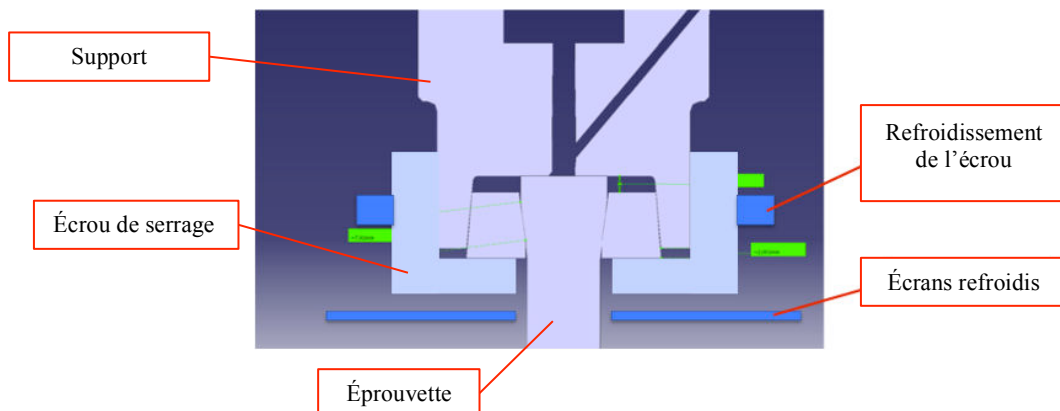 Support
Refroidissement
de l’écrou
Écrou de serrage
Écrans refroidis
Éprouvette